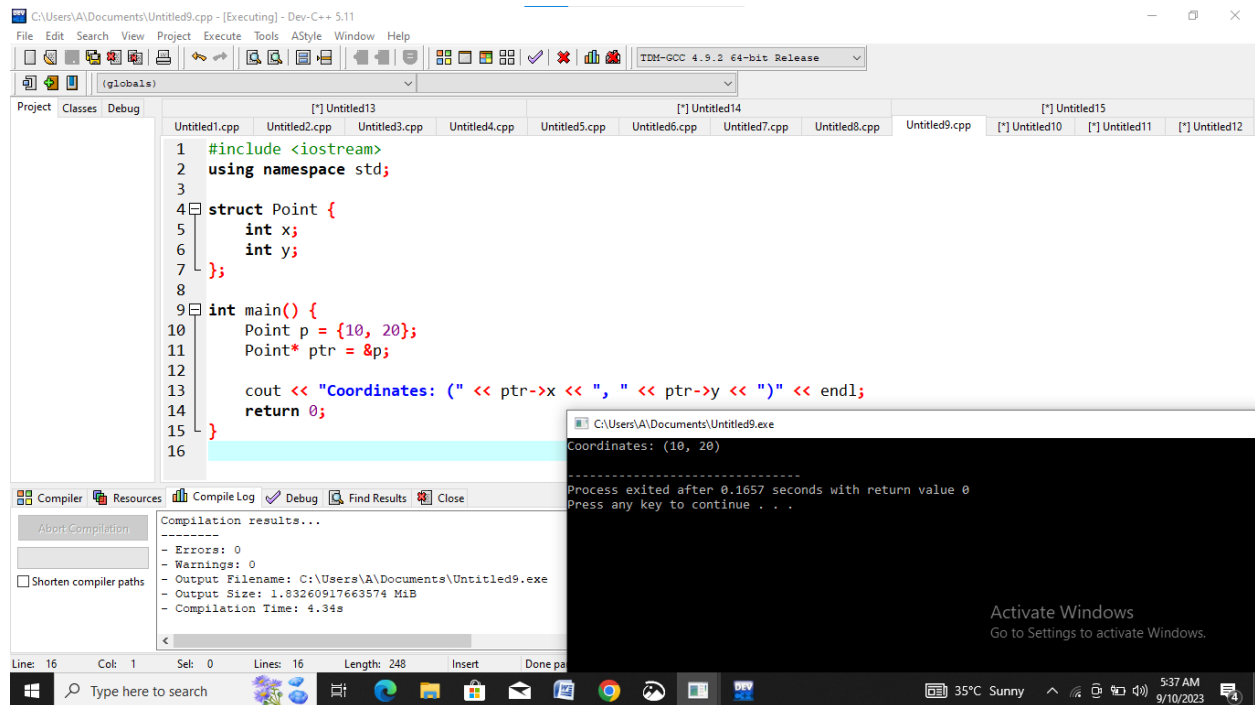 C:\Users\A\Documents\Untitled9.cpp - [Executing] - Dev-C++ 5.11
File Edit Search View Project Execute Tools AStyle Window Help
TDM-GCC 4.9.2 64-bit Release
(globals)
Project Classes Debug
[*] Untitled13 [*] Untitled14 [*] Untitled15
Untitled1.cpp Untitled2.cpp Untitled3.cpp Untitled4.cpp Untitled5.cpp Untitled6.cpp Untitled7.cpp Untitled8.cpp Untitled9.cpp [*] Untitled10 [*] Untitled11 [*] Untitled12
1 #include <iostream>
2 using namespace std;
3
4 struct Point {
5     int x;
6     int y;
7 };
8
9 int main() {
10     Point p = {10, 20};
11     Point* ptr = &p;
12
13     cout << "Coordinates: (" << ptr->x << ", " << ptr->y << ")" << endl;
14     return 0;
15 }
16
C:\Users\A\Documents\Untitled9.exe
Coordinates: (10, 20)
--------------------------------
Process exited after 0.1657 seconds with return value 0
Press any key to continue . . .
Compiler Resources Compile Log Debug Find Results Close
Abort Compilation
Shorten compiler paths
Compilation results...
--------
- Errors: 0
- Warnings: 0
- Output Filename: C:\Users\A\Documents\Untitled9.exe
- Output Size: 1.83260917663574 MiB
- Compilation Time: 4.34s
Activate Windows
Go to Settings to activate Windows.
Line: 16 Col: 1 Sel: 0 Lines: 16 Length: 248 Insert Done pa
Type here to search
DEV
35°C Sunny
5:37 AM
9/10/2023
4